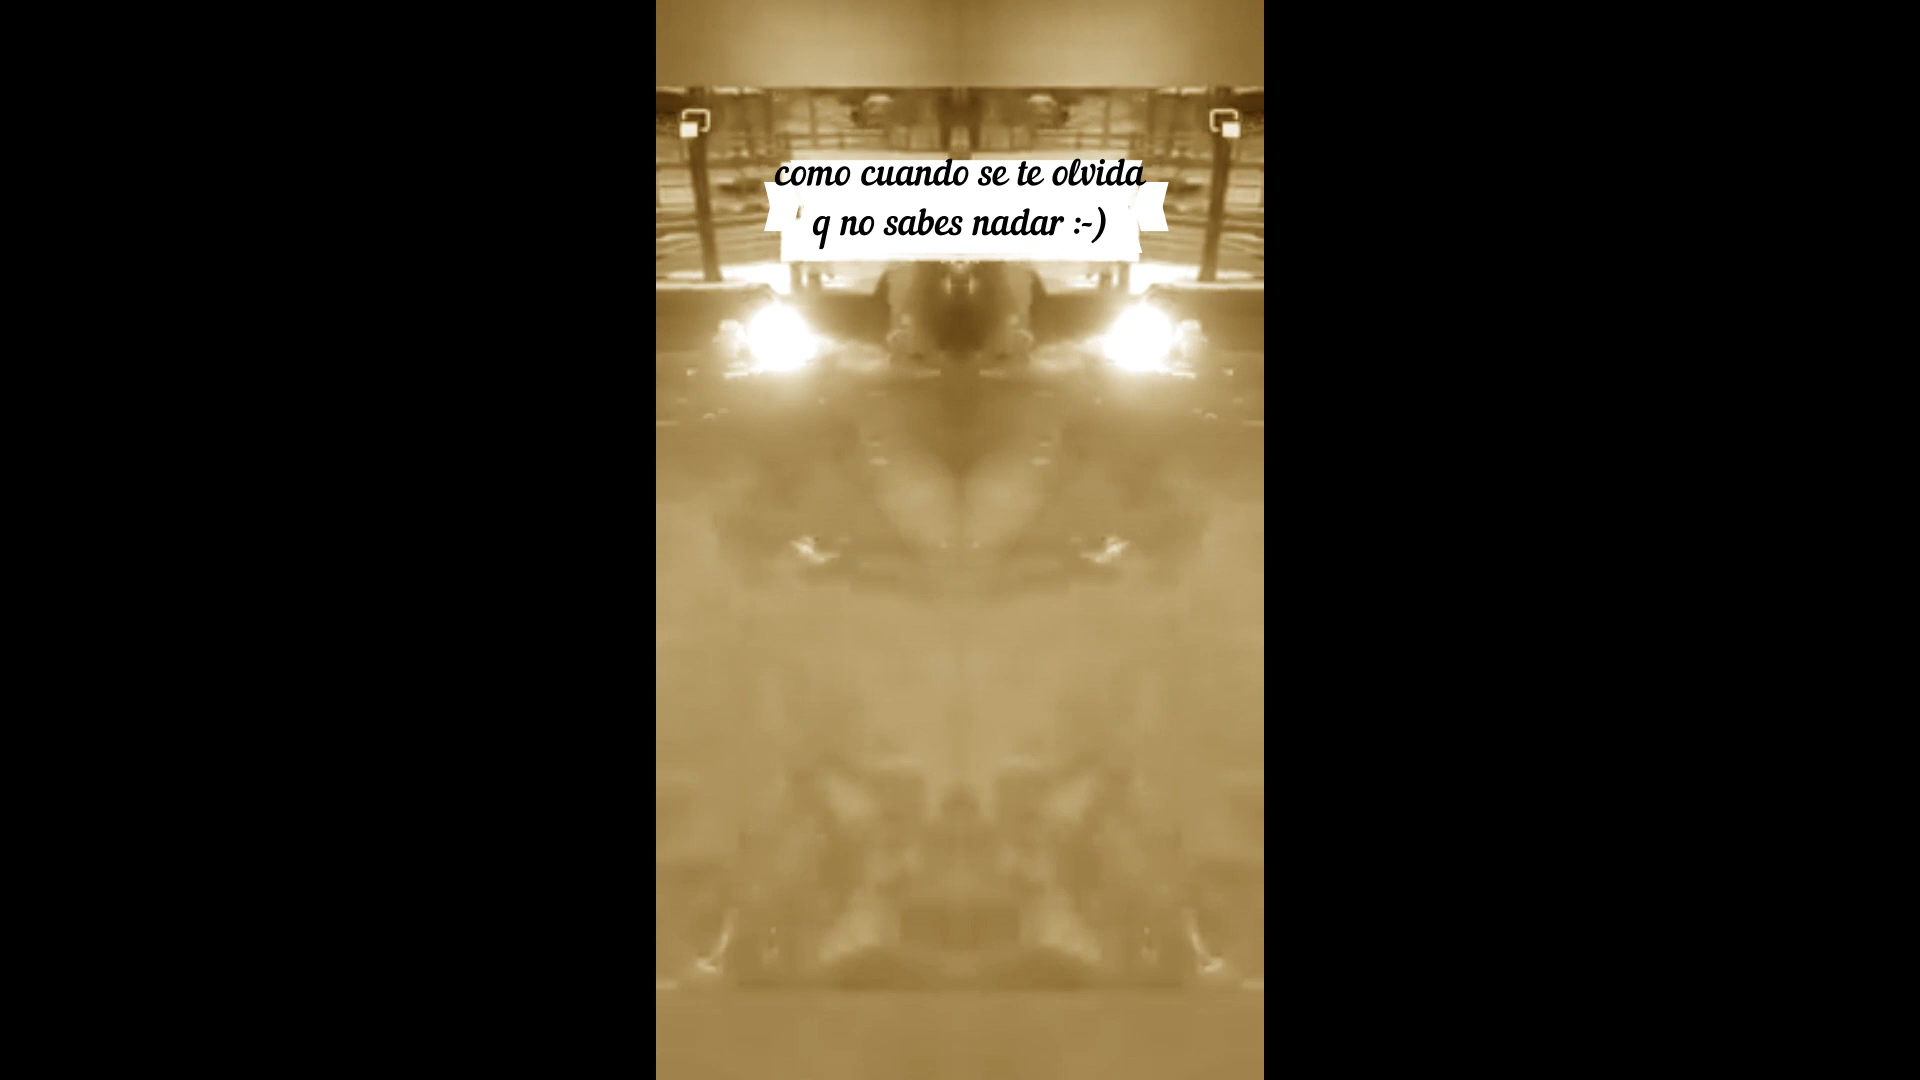 como cuando se te olvida
q no sabes nadar :-)